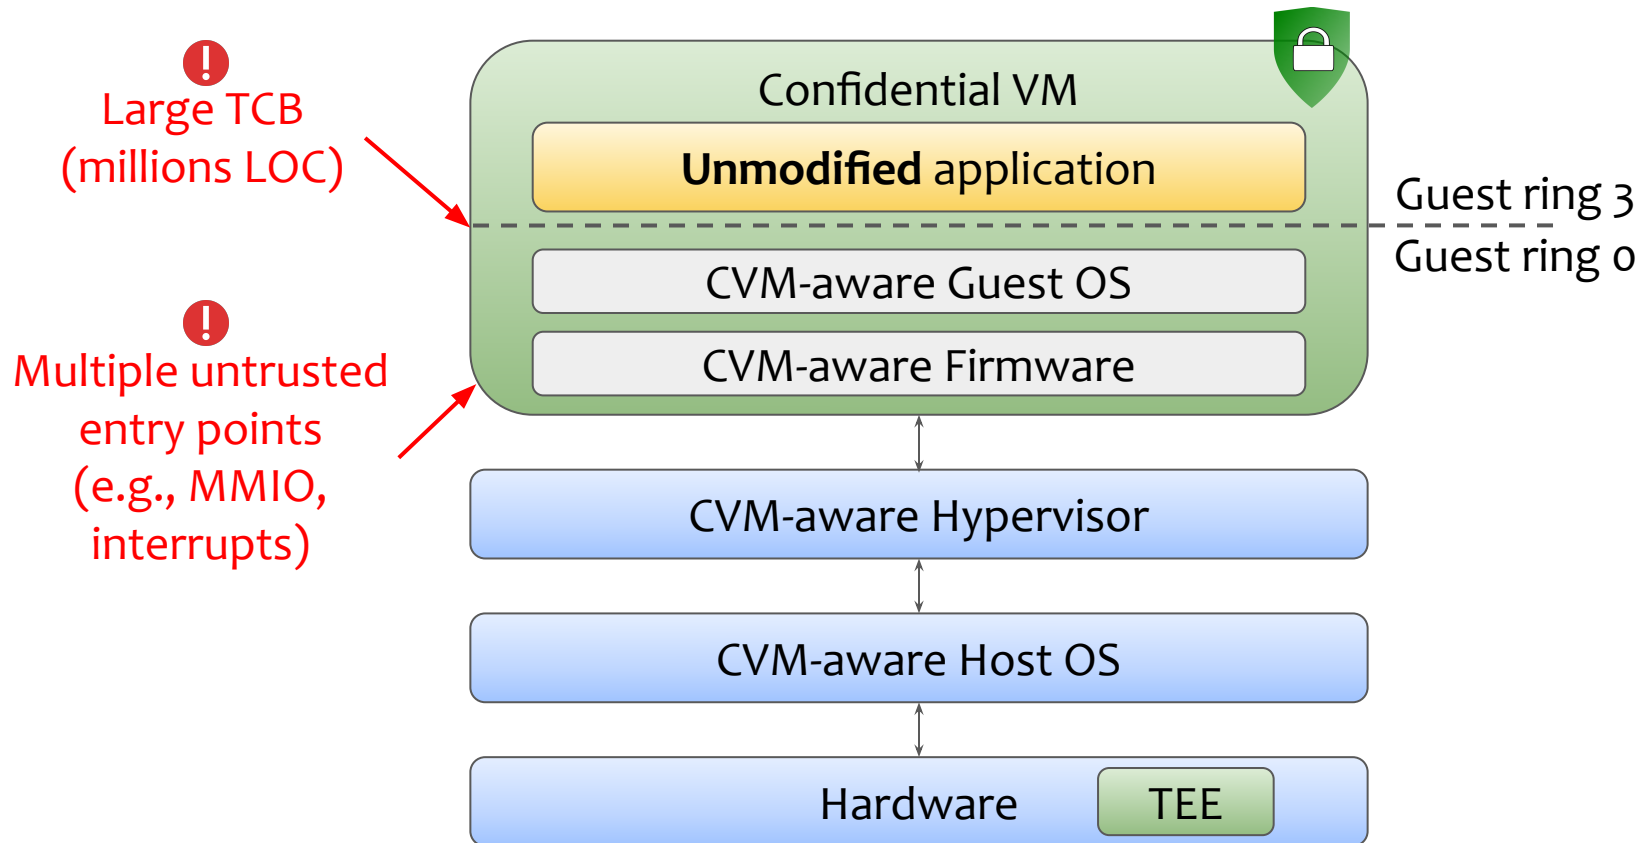 Large TCB
(millions LOC)
Multiple untrusted
entry points
(e.g., MMIO,
interrupts)
Confidential VM
Unmodified application
Guest ring 3
Guest ring 0
CVM-aware Guest OS
CVM-aware Firmware
CVM-aware Hypervisor
CVM-aware Host OS
Hardware
TEE